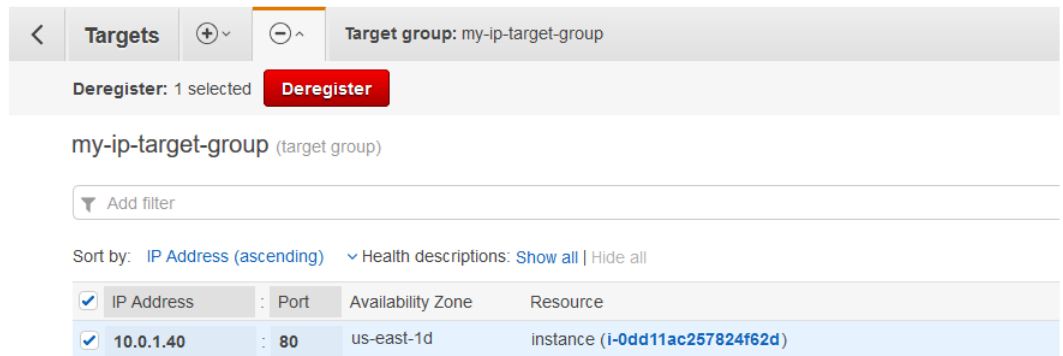 Targets Target group: my-ip-target-group
Deregister: 1 selected Deregister
my-ip-target-group (target group)
Add filter
Sort by: IP Address (ascending) Health descriptions: Show all | Hide all
IP Address : Port Availability Zone Resource
10.0.1.40 : 80 us-east-1d instance (i-0dd11ac257824f62d)